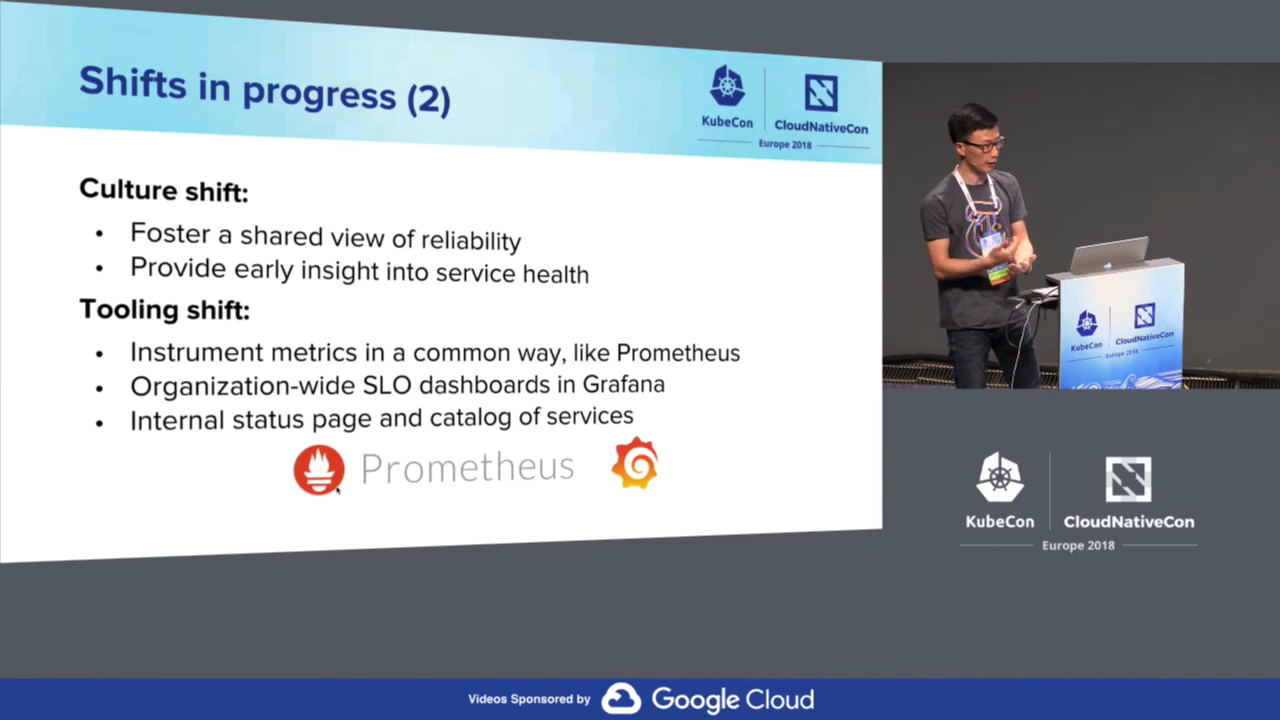 Shifts in progress (2)
KubeCon
CloudNativeCon
Europe 2018
Culture shift:
• Foster a shared view of reliability
• Provide early insight into service health
Tooling shift:
• Instrument metrics in a common way, like Prometheus
• Organization-wide SLO dashboards in Grafana
• Internal status page and catalog of services
Prometheus
KubeCon
CloudNativeCon
Europe 2018
KubeCon
CloudNativeCon
Europe 2018
Videos Sponsored by Google Cloud